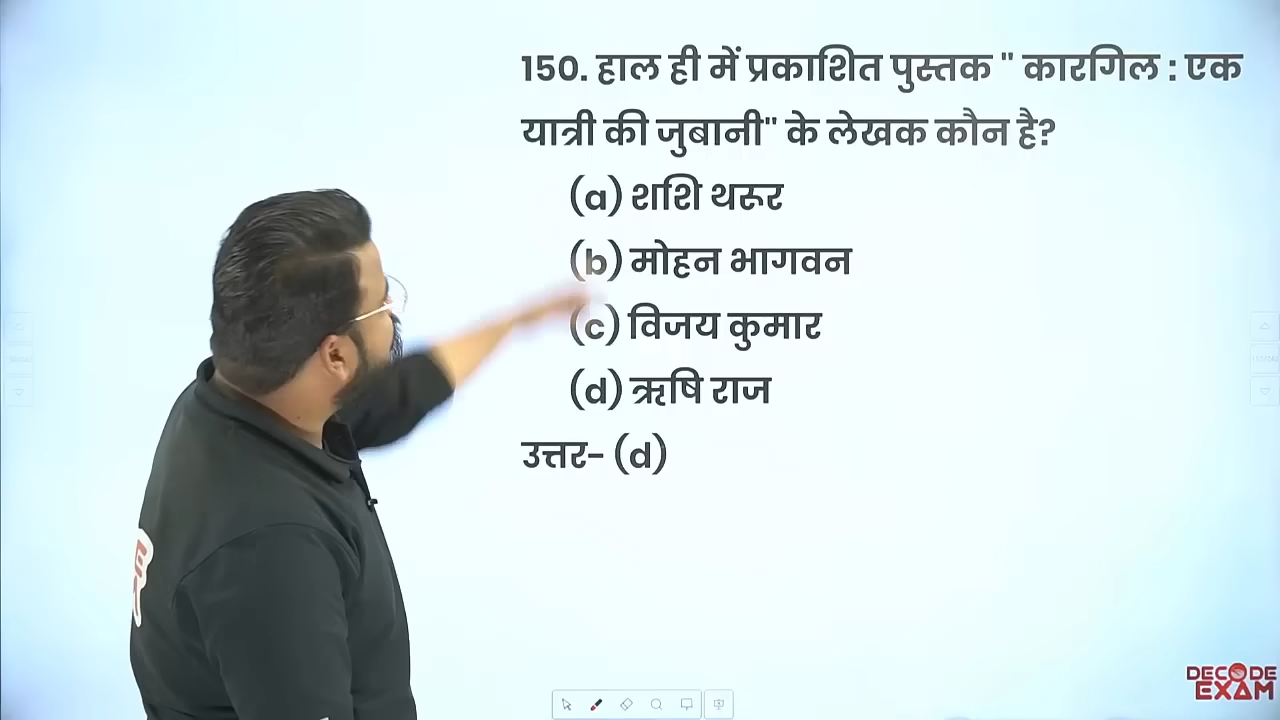 150. हाल ही में प्रकाशित पुस्तक " कारगिल : एक
यात्री की जुबानी" के लेखक कौन है?
(a) शशि थरूर
(b) मोहन भागवन
(c) विजय कुमार
(d) ऋषि राज
उत्तर- (d)
DECODE
EXAM